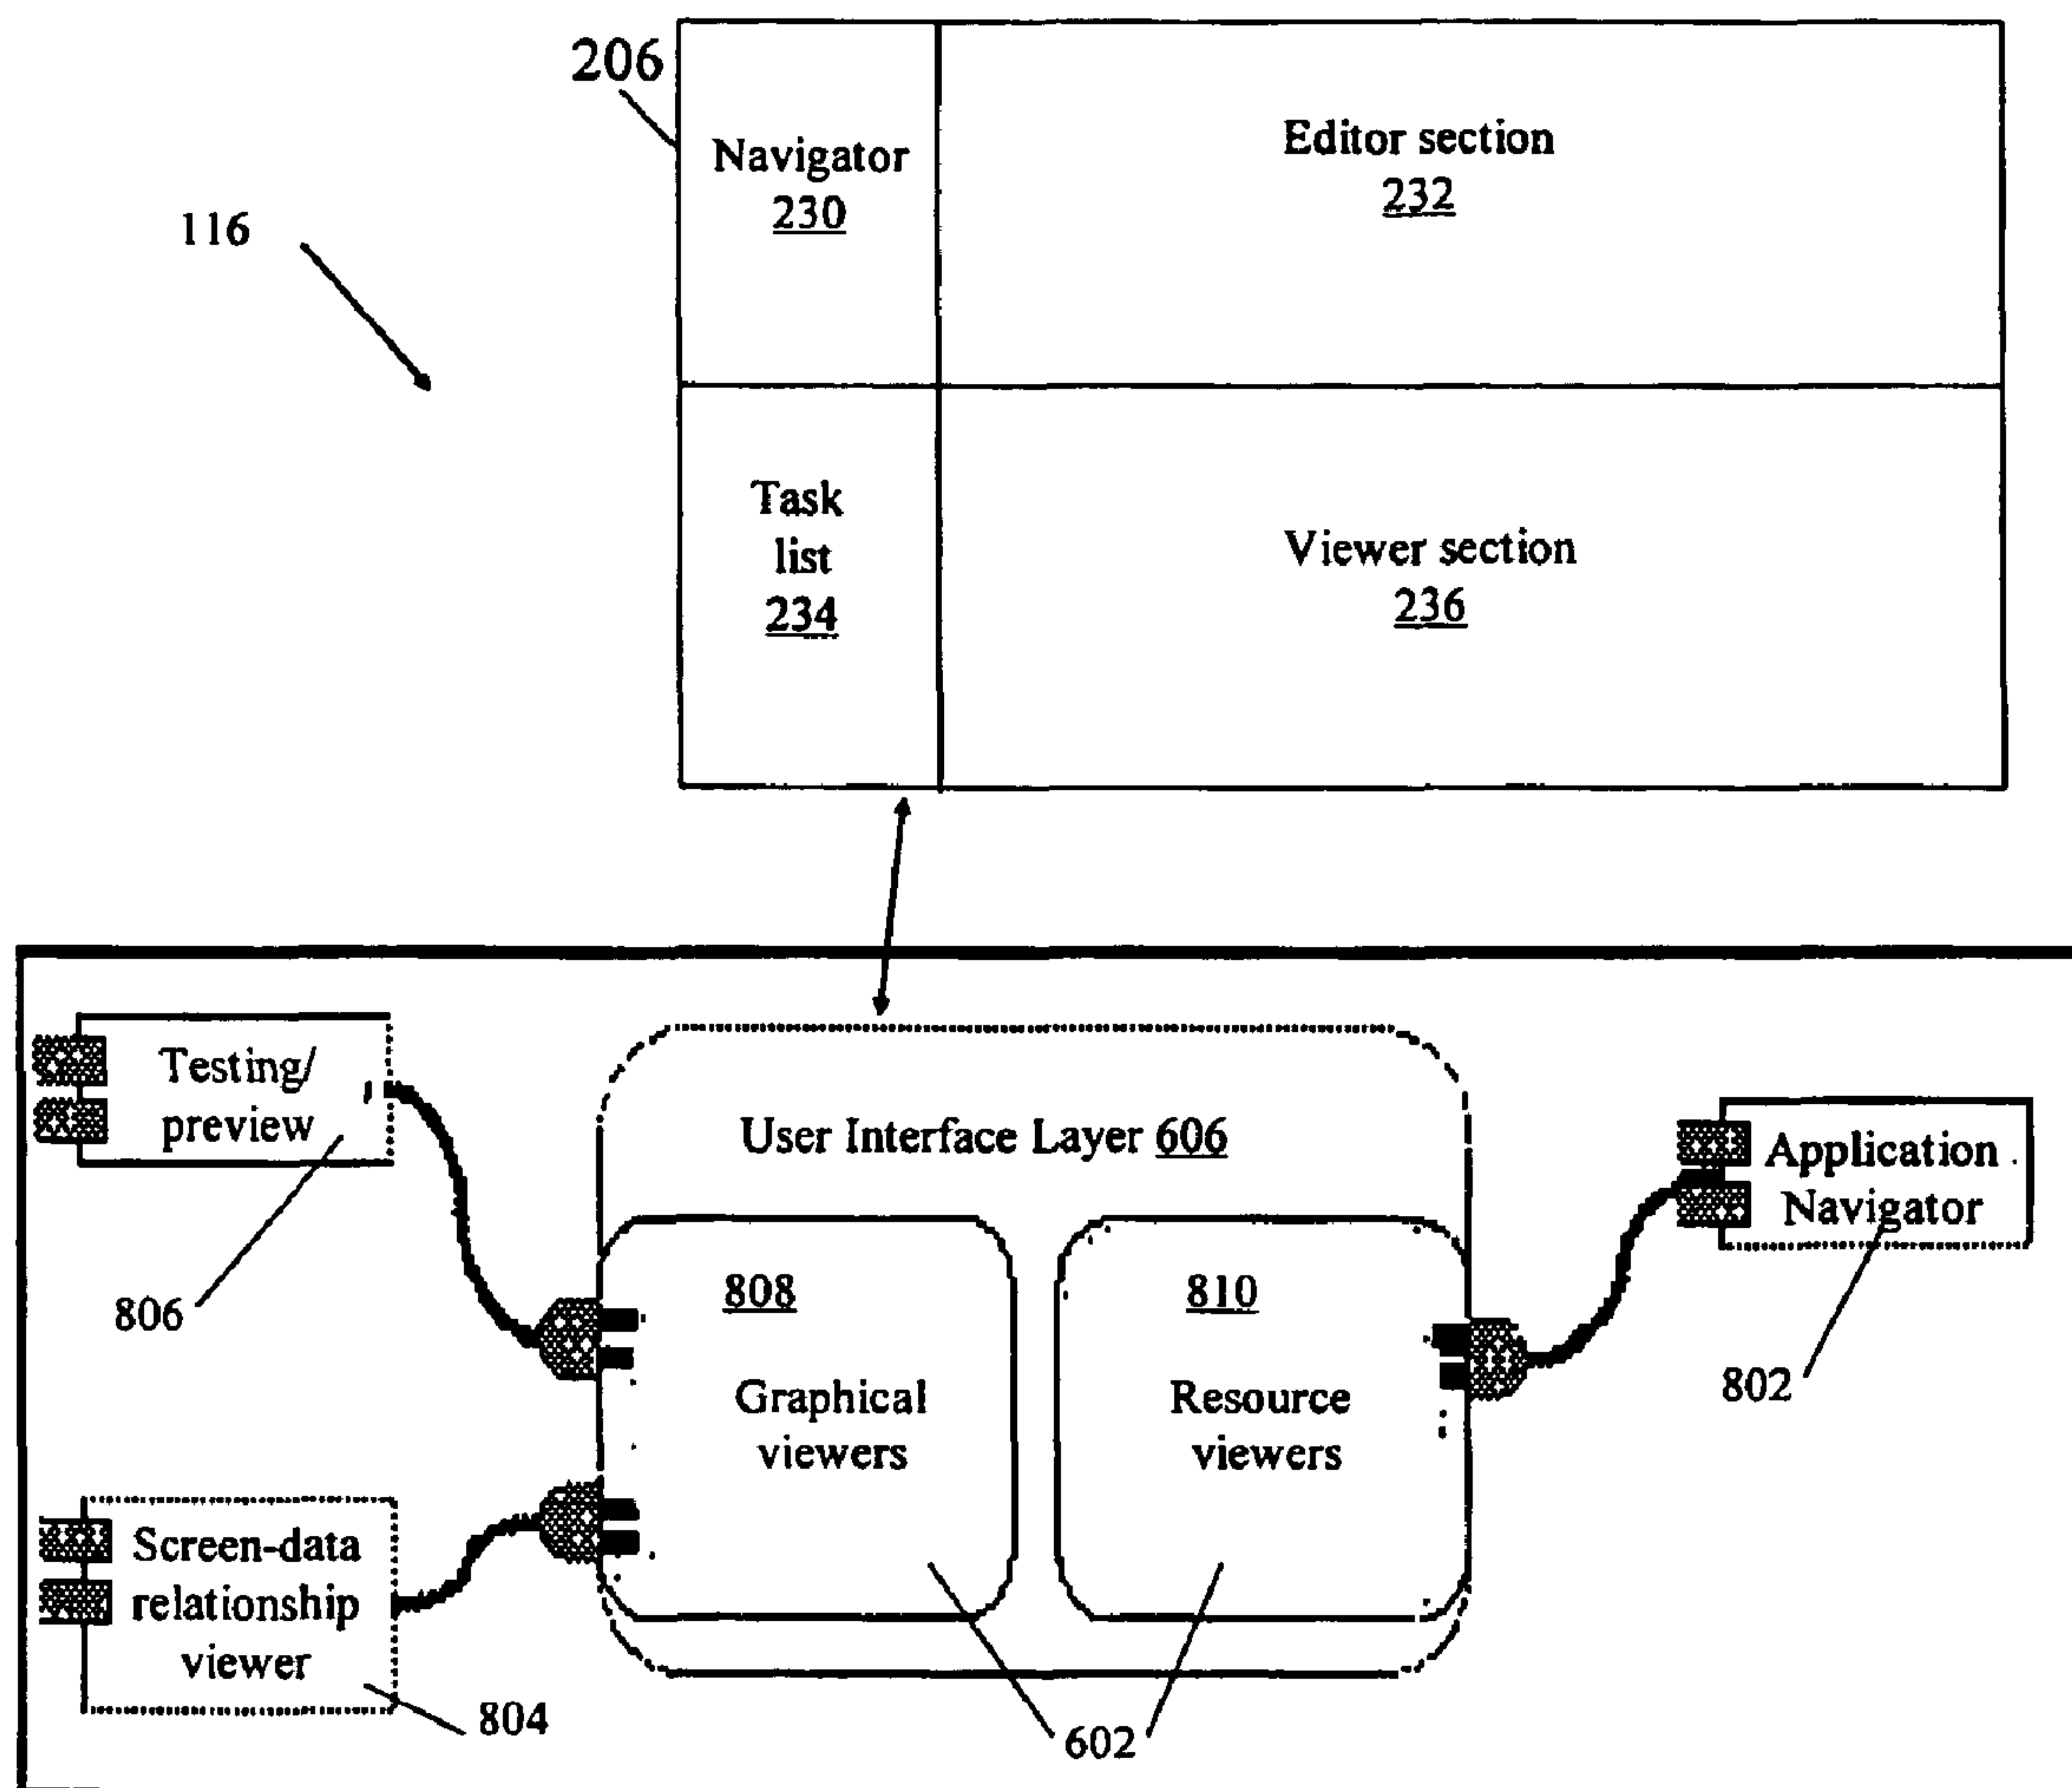 206
Navigator
230
Editor section
232
116
Task
list
234
Viewer section
236
Testing/
preview
806
User Interface Layer 606
Application
Navigator
802
808
Graphical
viewers
810
Resource
viewers
Screen-data
relationship
viewer
804
602